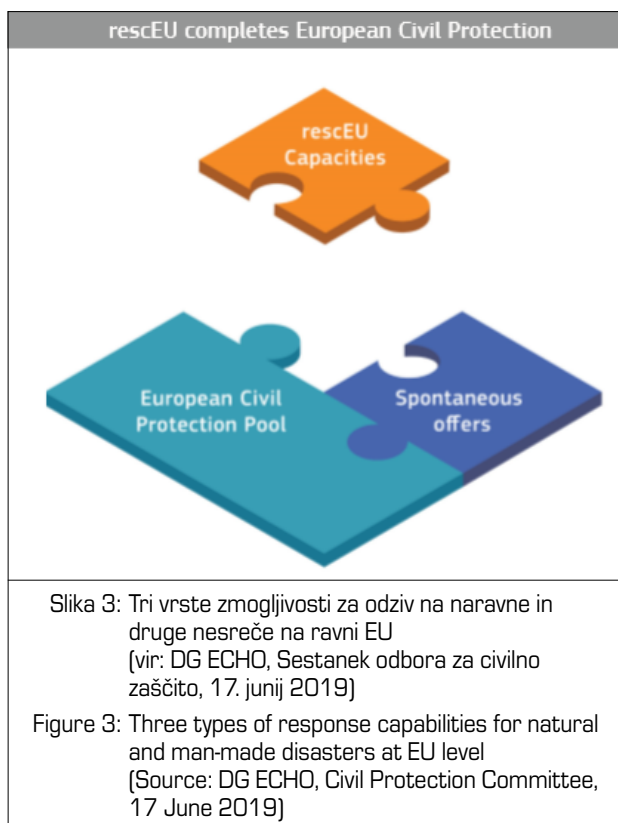 rescEU completes European Civil Protection
rescEU
Capacities
European Civil
Protection Pool
Spontaneous
offers
Slika 3: Tri vrste zmogljivosti za odziv na naravne in
druge nesreče na ravni EU
(vir: DG ECHO, Sestanek odbora za civilno
zaščito, 17. junij 2019)
Figure 3: Three types of response capabilities for natural
and man-made disasters at EU level
(Source: DG ECHO, Civil Protection Committee,
17 June 2019)